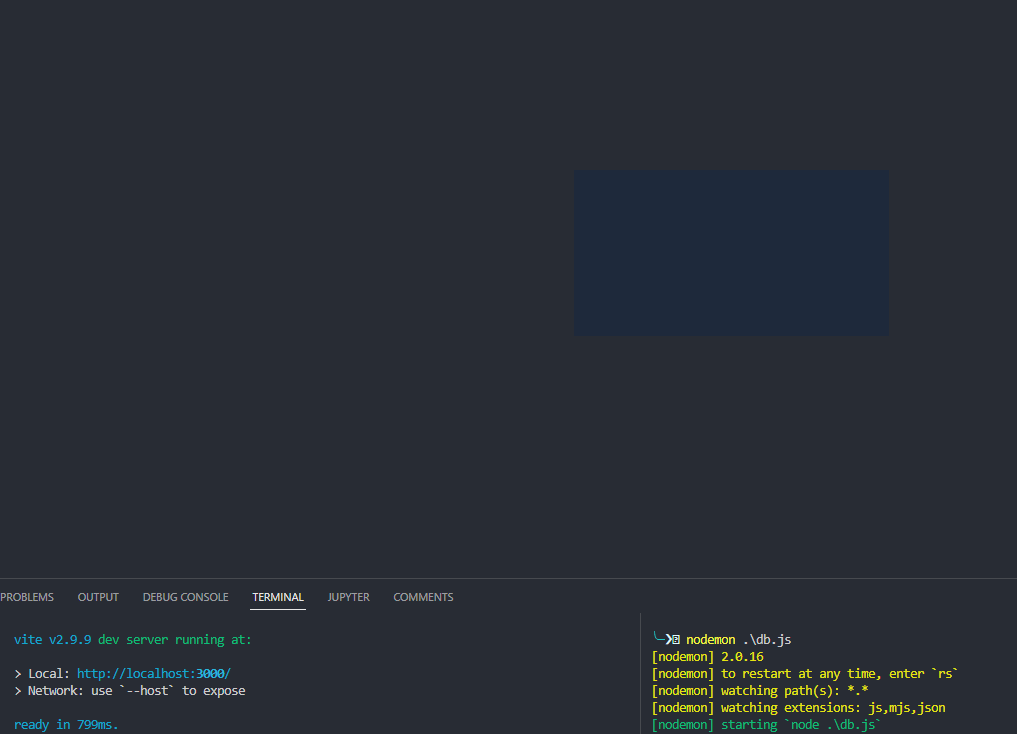 PROBLEMS OUTPUT DEBUG CONSOLE TERMINAL JUPYTER COMMENTS
vite v2.9.9 dev server running at:
> Local: http://localhost:3000/
> Network: use `--host` to expose
ready in 799ms.
nodemon .\db.js
[nodemon] 2.0.16
[nodemon] to restart at any time, enter `rs`
[nodemon] watching path(s): *.*
[nodemon] watching extensions: js,mjs,json
[nodemon] starting `node .\db.js`